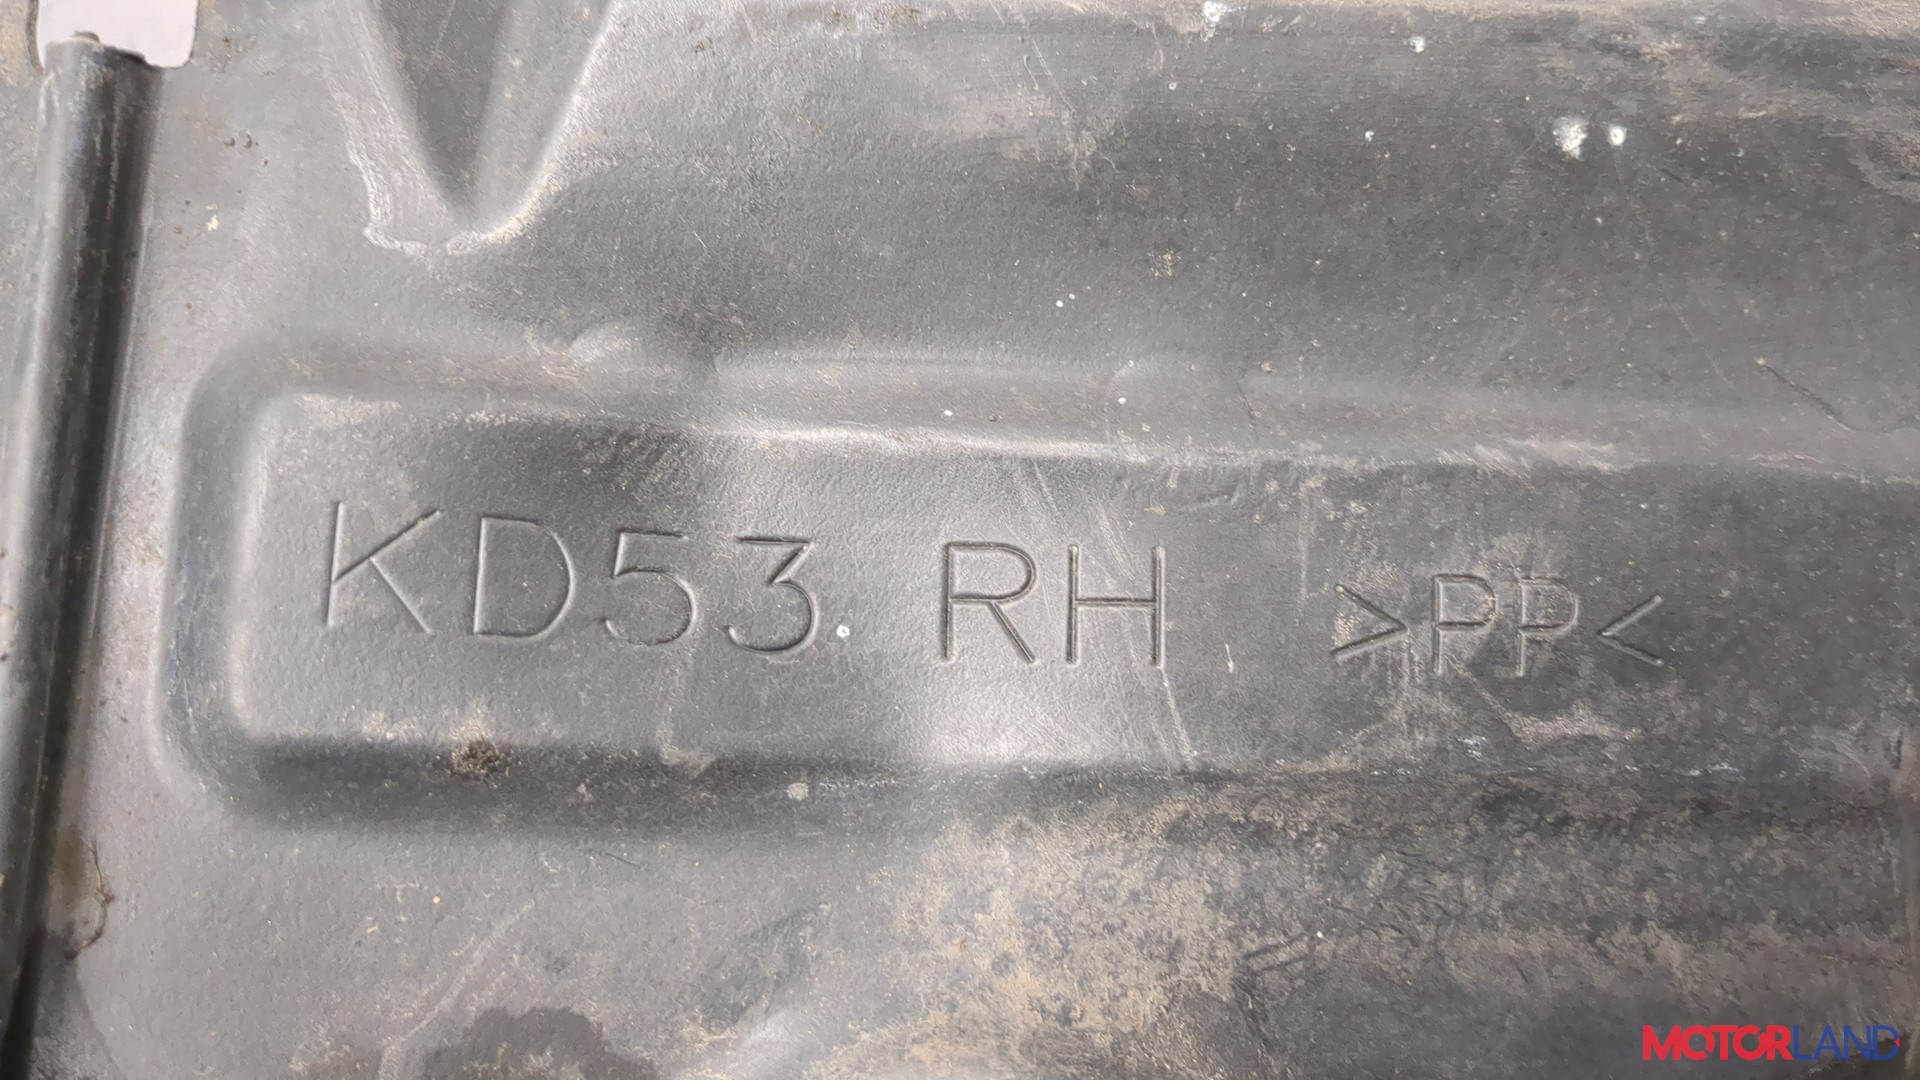 KD53 RH >PP<
MOTORLAND